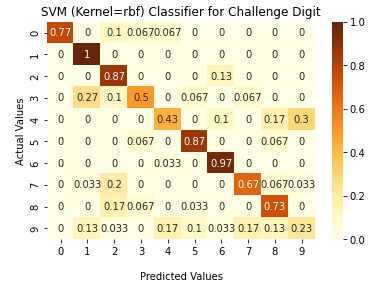 SVM (Kernel=rbf) Classifier for Challenge Digit
Actual Values
0 0.77 0 0.1 0.067 0.067 0 0 0 0 0
1 0 1 0 0 0 0 0 0 0 0
2 0 0 0.87 0 0 0 0.13 0 0 0
3 0 0.27 0.1 0.5 0 0.067 0 0.067 0 0
4 0 0 0 0 0.43 0 0.1 0 0.17 0.3
5 0 0 0 0.067 0 0.87 0 0 0.067 0
6 0 0 0 0 0.033 0 0.97 0 0 0
7 0 0.033 0.2 0 0 0 0 0.67 0.067 0.033
8 0 0 0.17 0.067 0 0.033 0 0 0.73 0
9 0 0.13 0.033 0 0.17 0.1 0.033 0.17 0.13 0.23
0 1 2 3 4 5 6 7 8 9
Predicted Values
1.0
0.8
0.6
0.4
0.2
0.0